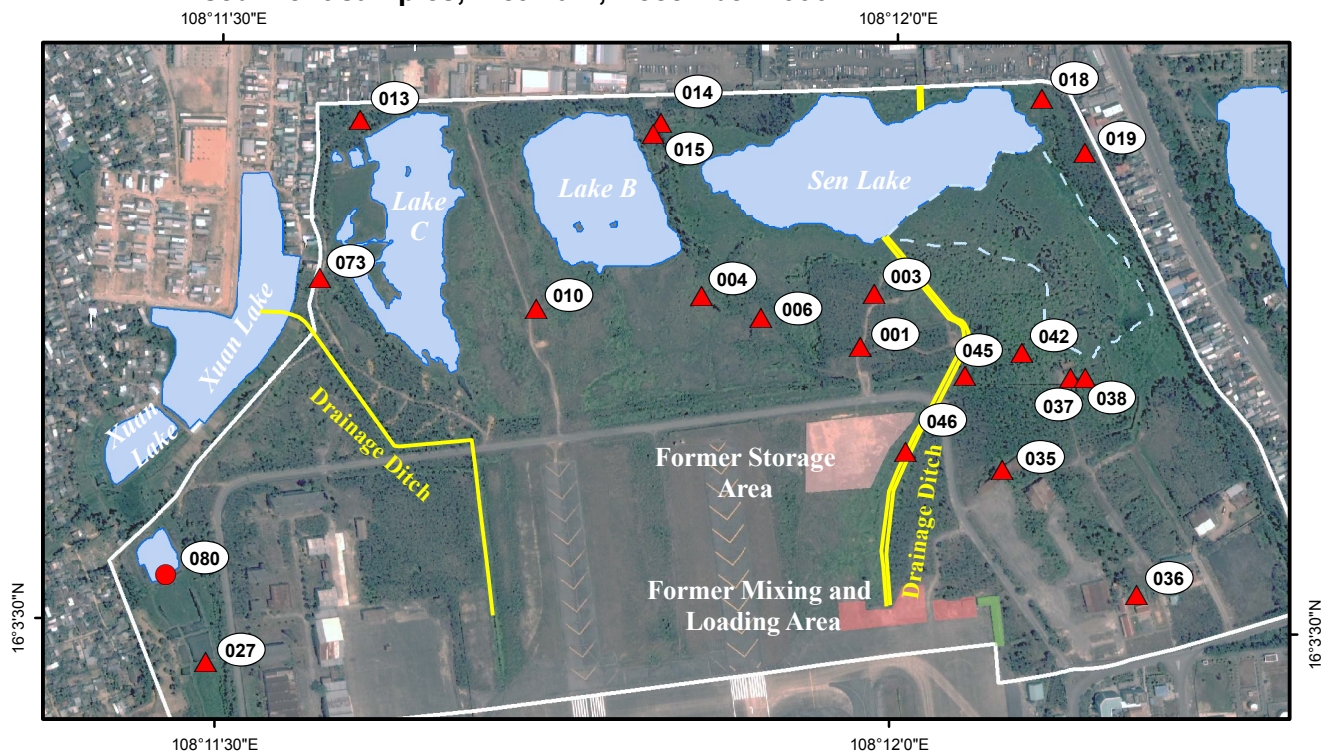 108°11'30"E
108°12'0"E
018
013
014
019
015
Lake B
Sen Lake
Lake
C
073
004
003
010
006
Xuan Lake
001
042
045
037
038
Drainage Ditch
Xuan
Lake
046
Former Storage
Area
035
Drainage Ditch
080
Former Mixing and
Loading Area
036
16°3'30"N
16°3'30"N
027
108°11'30"E
108°12'0"E